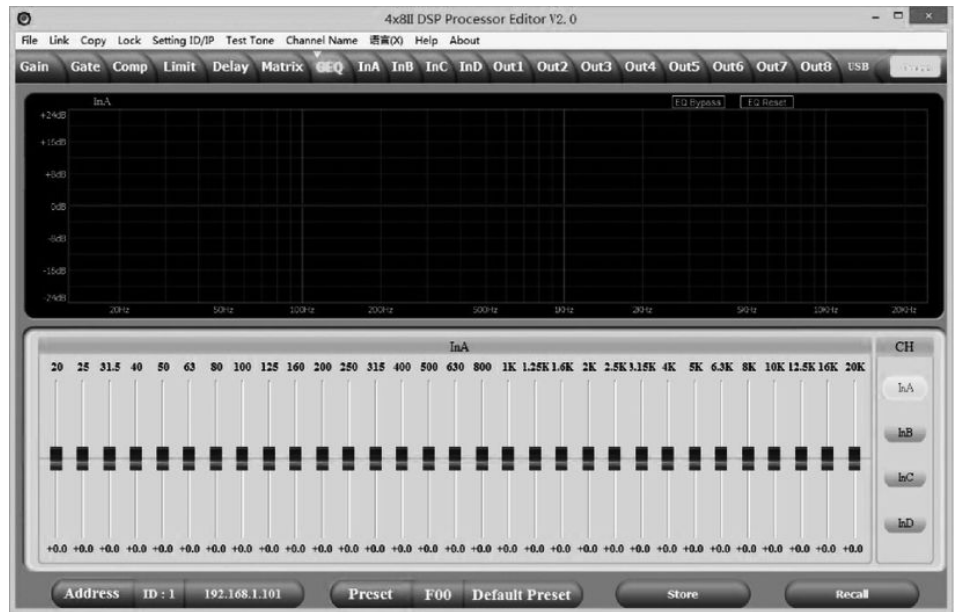 4x8II DSP Processor Editor V2.0
File Link Copy Lock Setting ID/IP Test Tone Channel Name 语言(X) Help About
Gain Gate Comp Limit Delay Matrix GEQ InA InB InC InD Out1 Out2 Out3 Out4 Out5 Out6 Out7 Out8 USB
InA EQ Bypass EQ Reset
+24dB
+16dB
+8dB
0dB
-8dB
-16dB
-24dB
20Hz 50Hz 100Hz 200Hz 500Hz 1KHz 2KHz 5KHz 10KHz 20KHz
InA CH
20 25 31.5 40 50 63 80 100 125 160 200 250 315 400 500 630 800 1K 1.25K 1.6K 2K 2.5K 3.15K 4K 5K 6.3K 8K 10K 12.5K 16K 20K
InA
InB
InC
InD
+0.0 +0.0 +0.0 +0.0 +0.0 +0.0 +0.0 +0.0 +0.0 +0.0 +0.0 +0.0 +0.0 +0.0 +0.0 +0.0 +0.0 +0.0 +0.0 +0.0 +0.0 +0.0 +0.0 +0.0 +0.0 +0.0 +0.0 +0.0 +0.0 +0.0 +0.0
Address ID : 1 192.168.1.101 Preset F00 Default Preset Store Recall